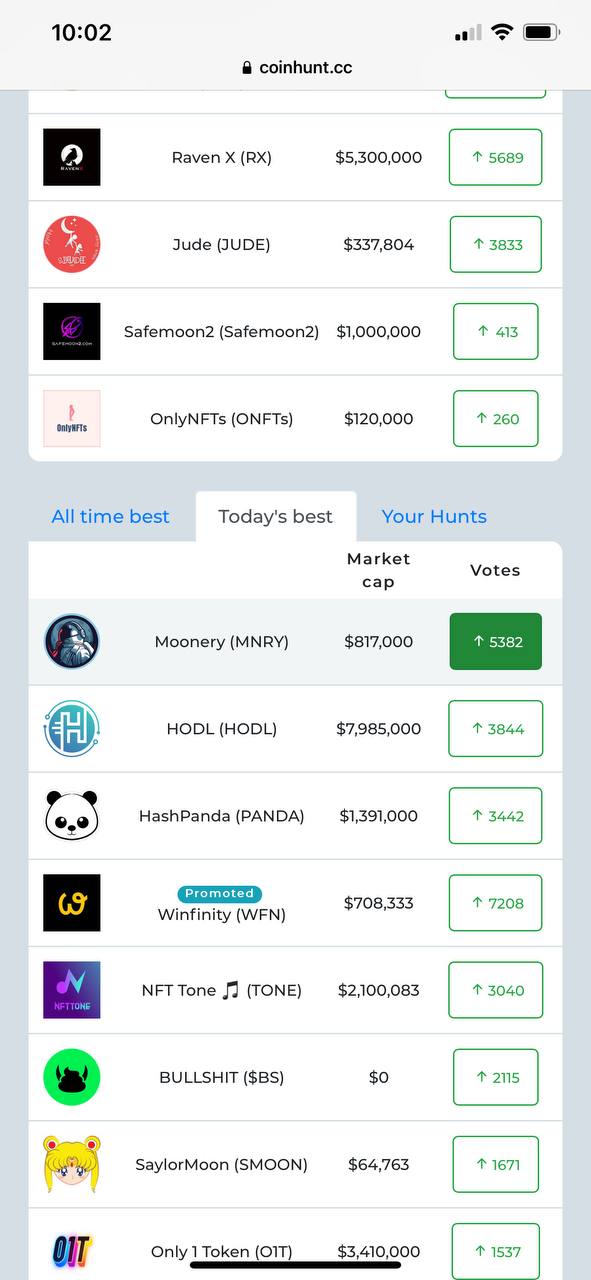 10:02
coinhunt.cc
RAVENX
Raven X (RX)
$5,300,000
↑ 5689
Jude (JUDE)
$337,804
↑ 3833
SAFEMOON2.COM
Safemoon2 (Safemoon2)
$1,000,000
↑ 413
OnlyNFTs
OnlyNFTs (ONFTs)
$120,000
↑ 260
All time best
Today's best
Your Hunts
Market
cap
Votes
Moonery (MNRY)
$817,000
↑ 5382
HODL (HODL)
$7,985,000
↑ 3844
HashPanda (PANDA)
$1,391,000
↑ 3442
Promoted
Winfinity (WFN)
$708,333
↑ 7208
NFTTONE
NFT Tone 🎵 (TONE)
$2,100,083
↑ 3040
BULLSHIT ($BS)
$0
↑ 2115
SaylorMoon (SMOON)
$64,763
↑ 1671
O1T
Only 1 Token (O1T)
$3,410,000
↑ 1537